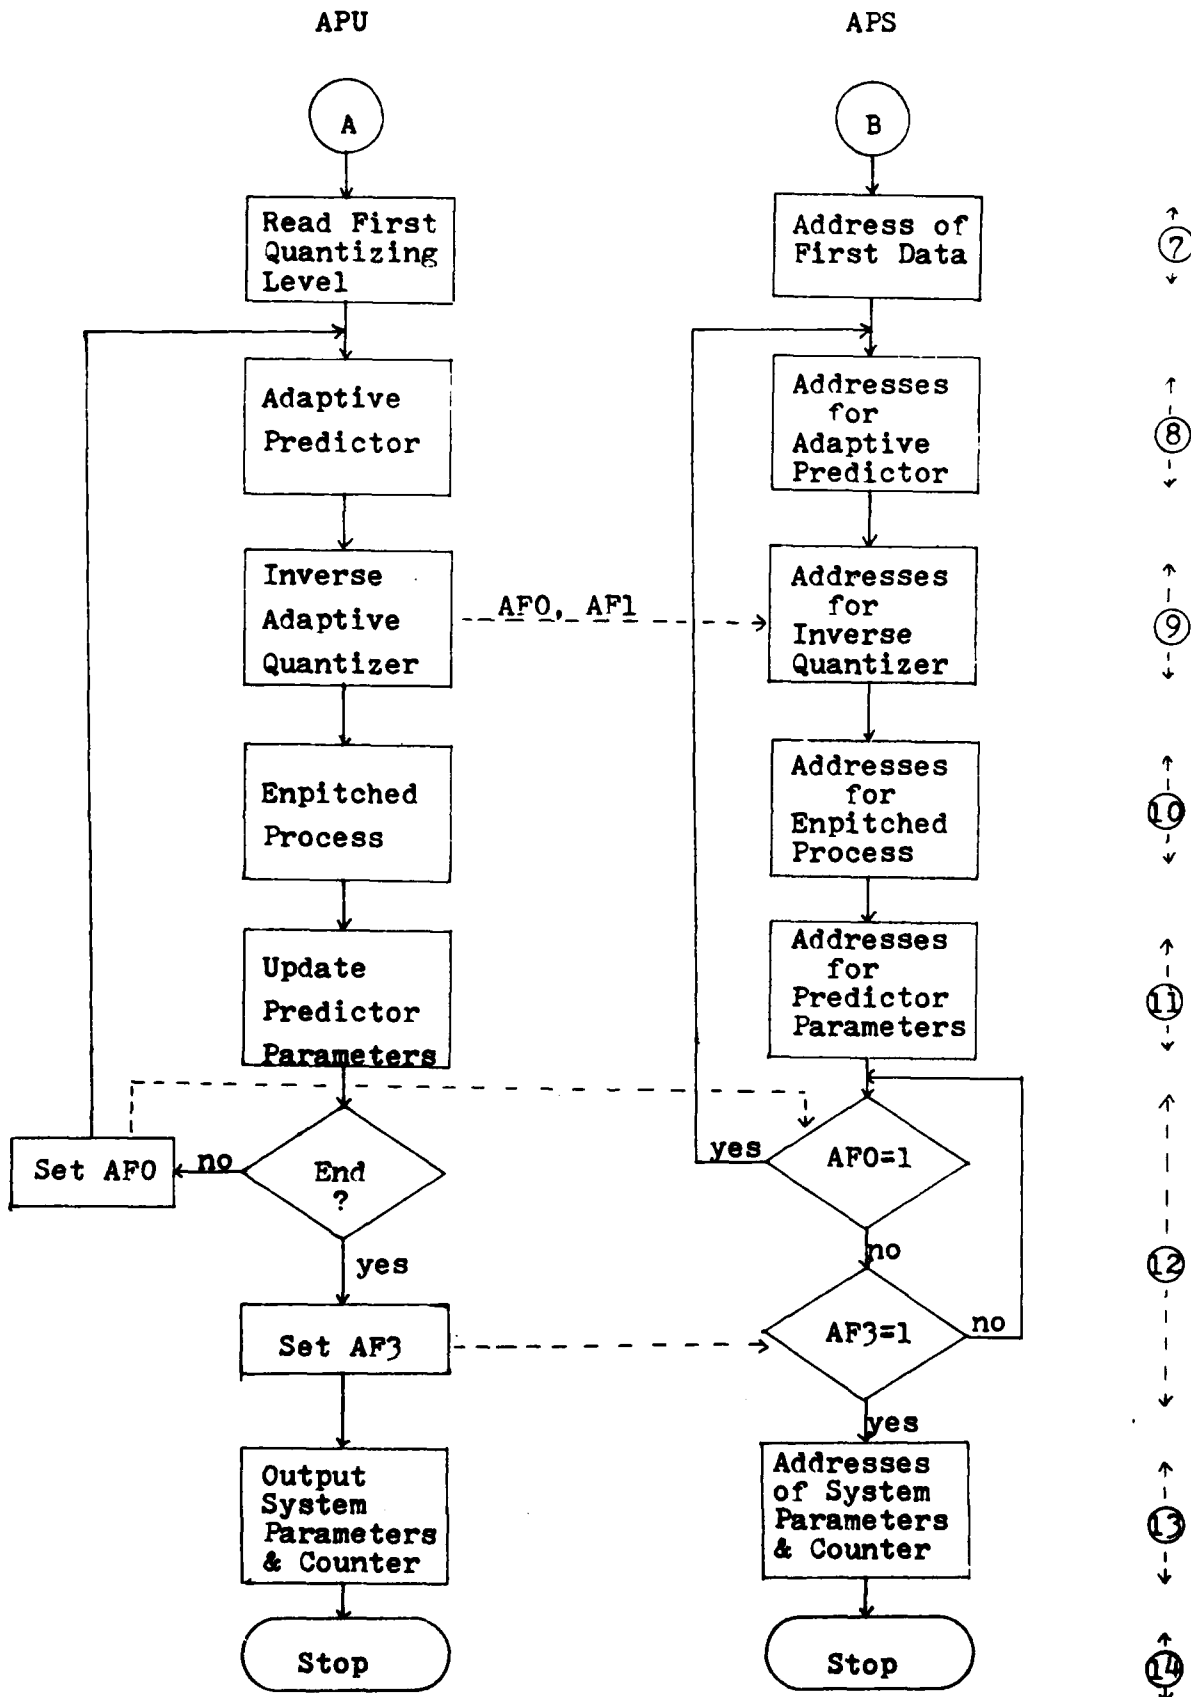 APU
APS
A
B
Read First
Quantizing
Level
Address of
First Data
7
Adaptive
Predictor
Addresses
for
Adaptive
Predictor
8
Inverse
Adaptive
Quantizer
AF0, AF1
Addresses
for
Inverse
Quantizer
9
Enpitched
Process
Addresses
for
Enpitched
Process
10
Update
Predictor
Parameters
Addresses
for
Predictor
Parameters
11
Set AF0
no
End
?
yes
AF0=1
no
12
yes
Set AF3
AF3=1
no
yes
Output
System
Parameters
& Counter
Addresses
of System
Parameters
& Counter
13
Stop
Stop
14